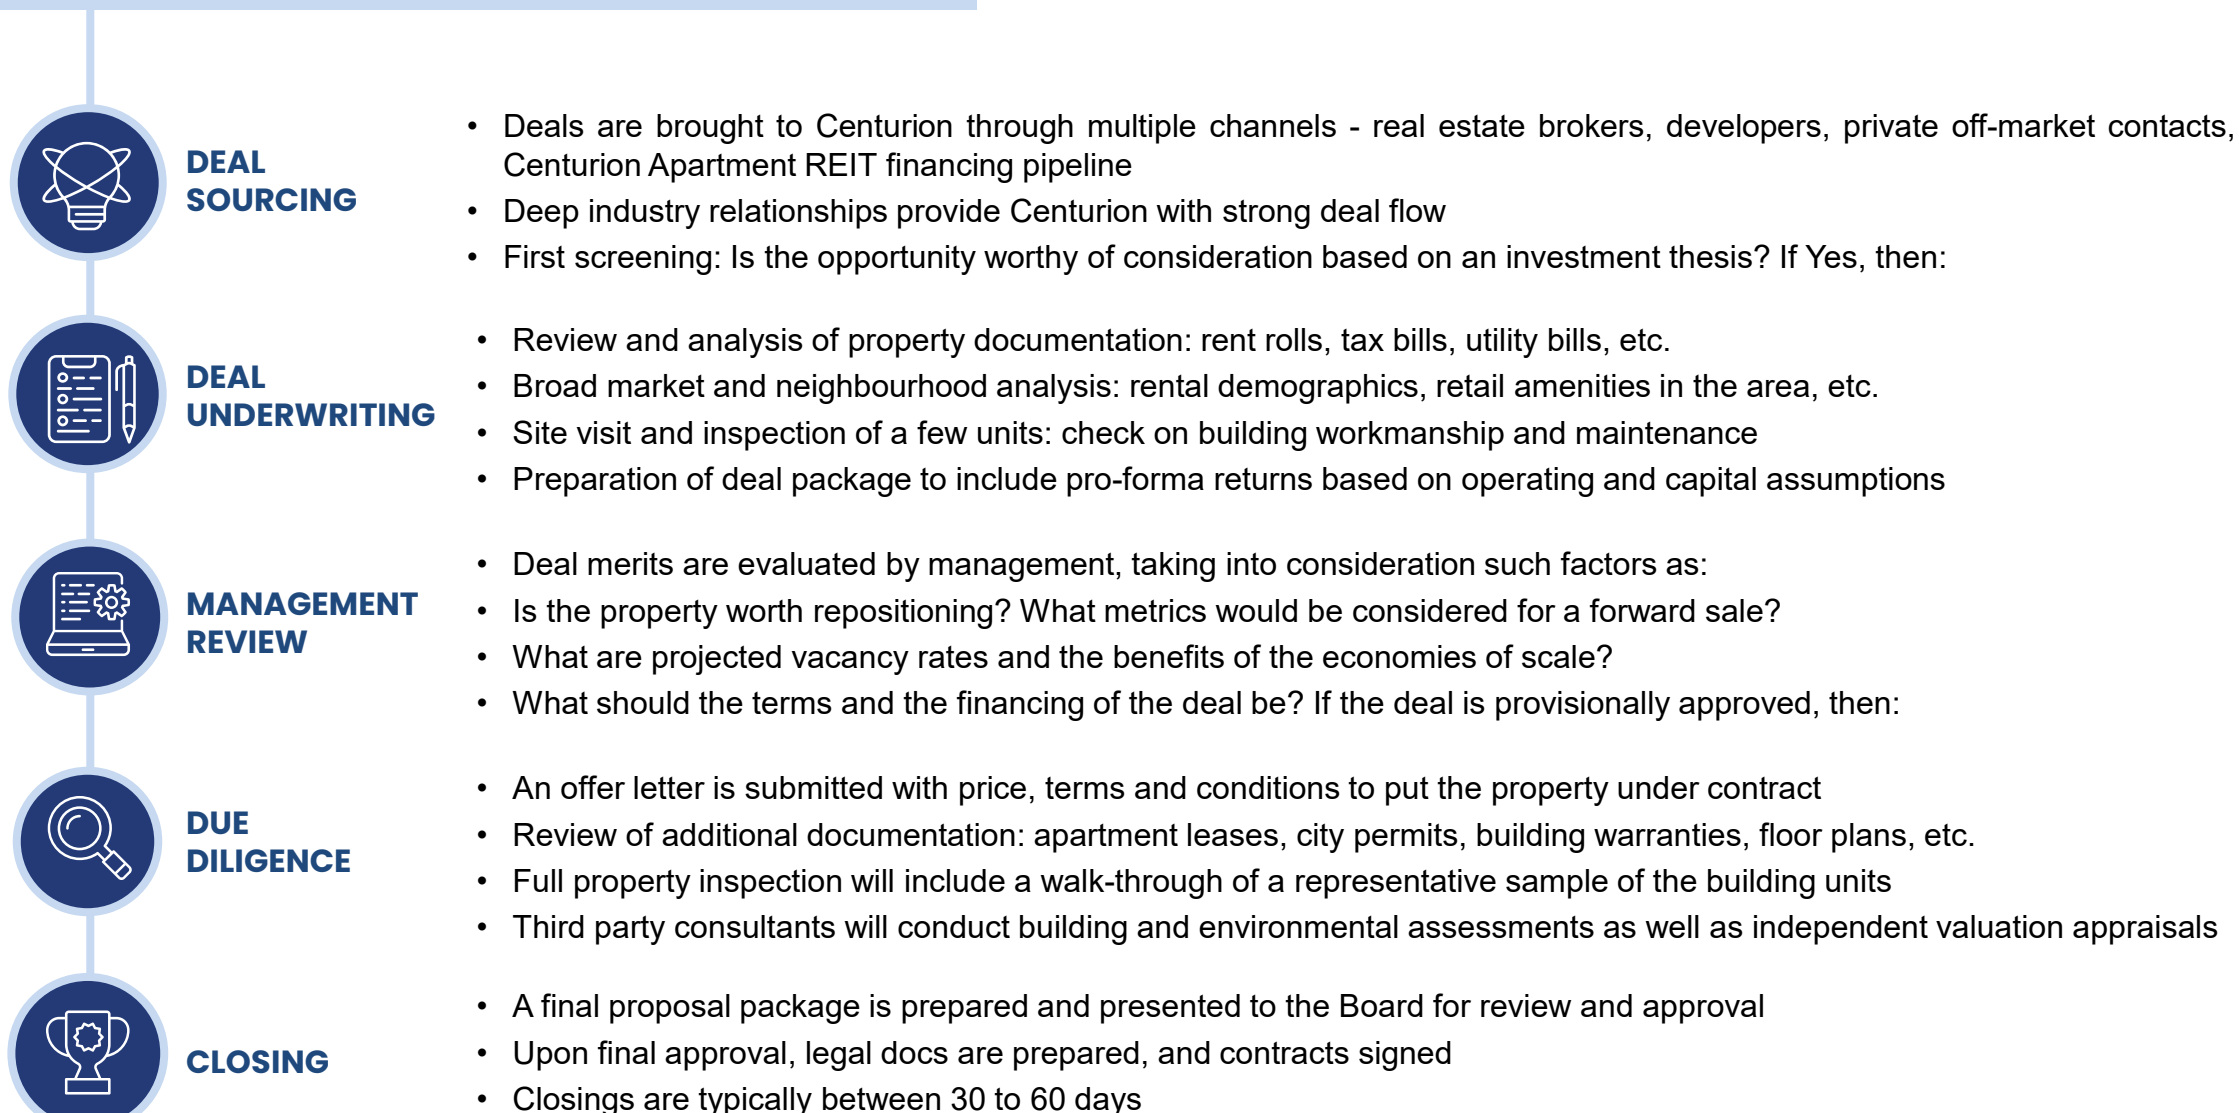 DEAL
SOURCING
• Deals are brought to Centurion through multiple channels - real estate brokers, developers, private off-market contacts,
Centurion Apartment REIT financing pipeline
• Deep industry relationships provide Centurion with strong deal flow
• First screening: Is the opportunity worthy of consideration based on an investment thesis? If Yes, then:
DEAL
UNDERWRITING
• Review and analysis of property documentation: rent rolls, tax bills, utility bills, etc.
• Broad market and neighbourhood analysis: rental demographics, retail amenities in the area, etc.
• Site visit and inspection of a few units: check on building workmanship and maintenance
• Preparation of deal package to include pro-forma returns based on operating and capital assumptions
MANAGEMENT
REVIEW
• Deal merits are evaluated by management, taking into consideration such factors as:
• Is the property worth repositioning? What metrics would be considered for a forward sale?
• What are projected vacancy rates and the benefits of the economies of scale?
• What should the terms and the financing of the deal be? If the deal is provisionally approved, then:
DUE
DILIGENCE
• An offer letter is submitted with price, terms and conditions to put the property under contract
• Review of additional documentation: apartment leases, city permits, building warranties, floor plans, etc.
• Full property inspection will include a walk-through of a representative sample of the building units
• Third party consultants will conduct building and environmental assessments as well as independent valuation appraisals
CLOSING
• A final proposal package is prepared and presented to the Board for review and approval
• Upon final approval, legal docs are prepared, and contracts signed
• Closings are typically between 30 to 60 days